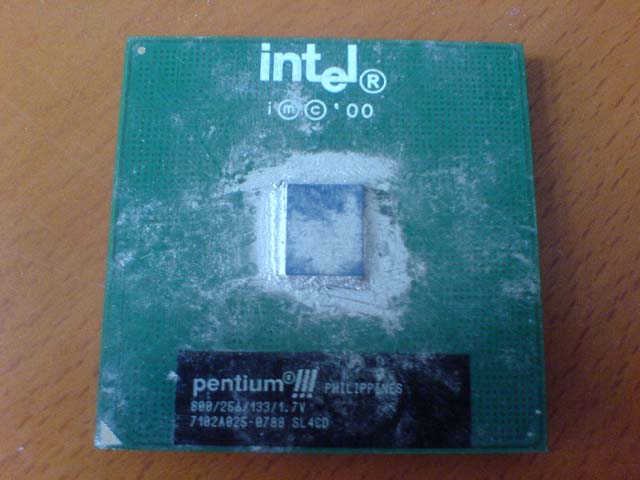 intel®
i ⓜ ⓒ '00
pentium® !!! PHILIPPINES
800/256/133/1.7V
7102A025-0788 SL4CD